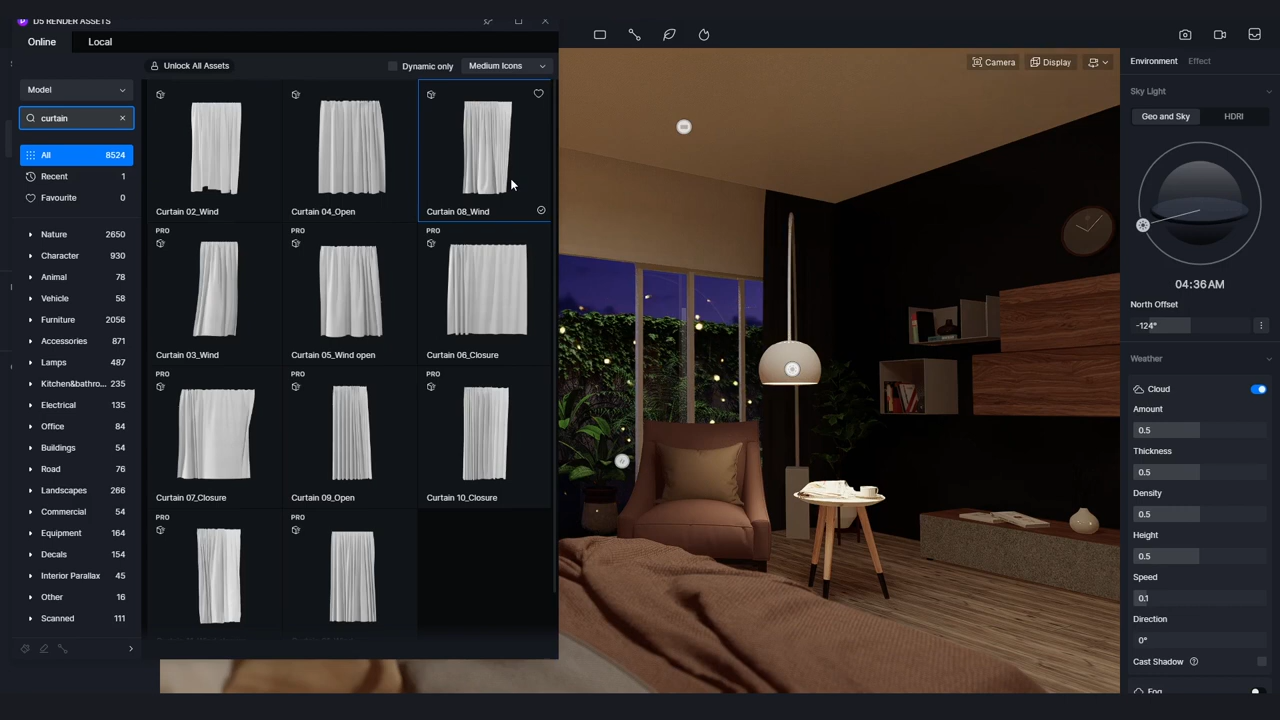 D5 RENDER ASSETS
Online
Local
Unlock All Assets
Dynamic only
Medium Icons
Model
curtain
All 8524
Recent 1
Favourite 0
Nature 2650
Character 930
Animal 78
Vehicle 58
Furniture 2056
Accessories 871
Lamps 487
Kitchen&bathro... 235
Electrical 135
Office 84
Buildings 54
Road 76
Landscapes 266
Commercial 54
Equipment 164
Decals 154
Interior Parallax 45
Other 16
Scanned 111
Curtain 02_Wind
Curtain 04_Open
Curtain 08_Wind
PRO
PRO
PRO
Curtain 03_Wind
Curtain 05_Wind open
Curtain 06_Closure
PRO
PRO
PRO
Curtain 07_Closure
Curtain 09_Open
Curtain 10_Closure
PRO
PRO
Camera
Display
Environment
Effect
Sky Light
Geo and Sky
HDRI
04:36AM
North Offset
-124°
Weather
Cloud
Amount
0.5
Thickness
0.5
Density
0.5
Height
0.5
Speed
0.1
Direction
0°
Cast Shadow
Fog